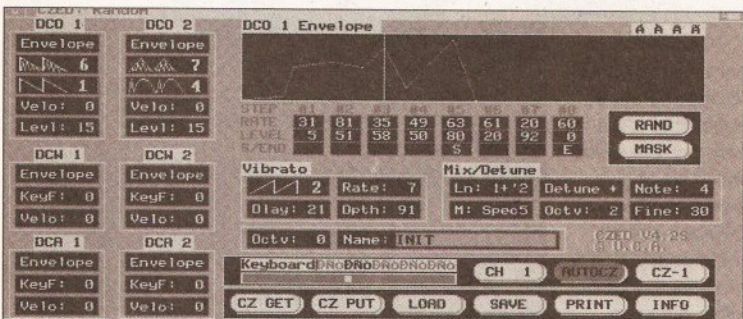 CZED: Random
DCO 1 DCO 2 DCO 1 Envelope
Envelope Envelope
6 7
1 4
Velo: 0 Velo: 0
Levl: 15 Levl: 15
STEP #1 #2 #3 #4 #5 #6 #7 #8
RATE 31 81 35 49 63 61 20 60
LEVEL 5 51 58 50 80 20 92 0
S/END S E
RAND
MASK
DCW 1 DCW 2
Envelope Envelope
KeyF: 0 KeyF: 0
Velo: 0 Velo: 0
Vibrato
2 Rate: 7
Dlay: 21 Dpth: 91
Mix/Detune
Ln: 1+'2 Detune + Note: 4
M: Spec5 Octv: 2 Fine: 30
Octv: 0 Name: INIT
CZED V4.2S
DCA 1 DCA 2
Envelope Envelope
KeyF: 0 KeyF: 0
Velo: 0 Velo: 0
Keyboard CH 1 AUTOCZ CZ-1
CZ GET CZ PUT LOAD SAVE PRINT INFO